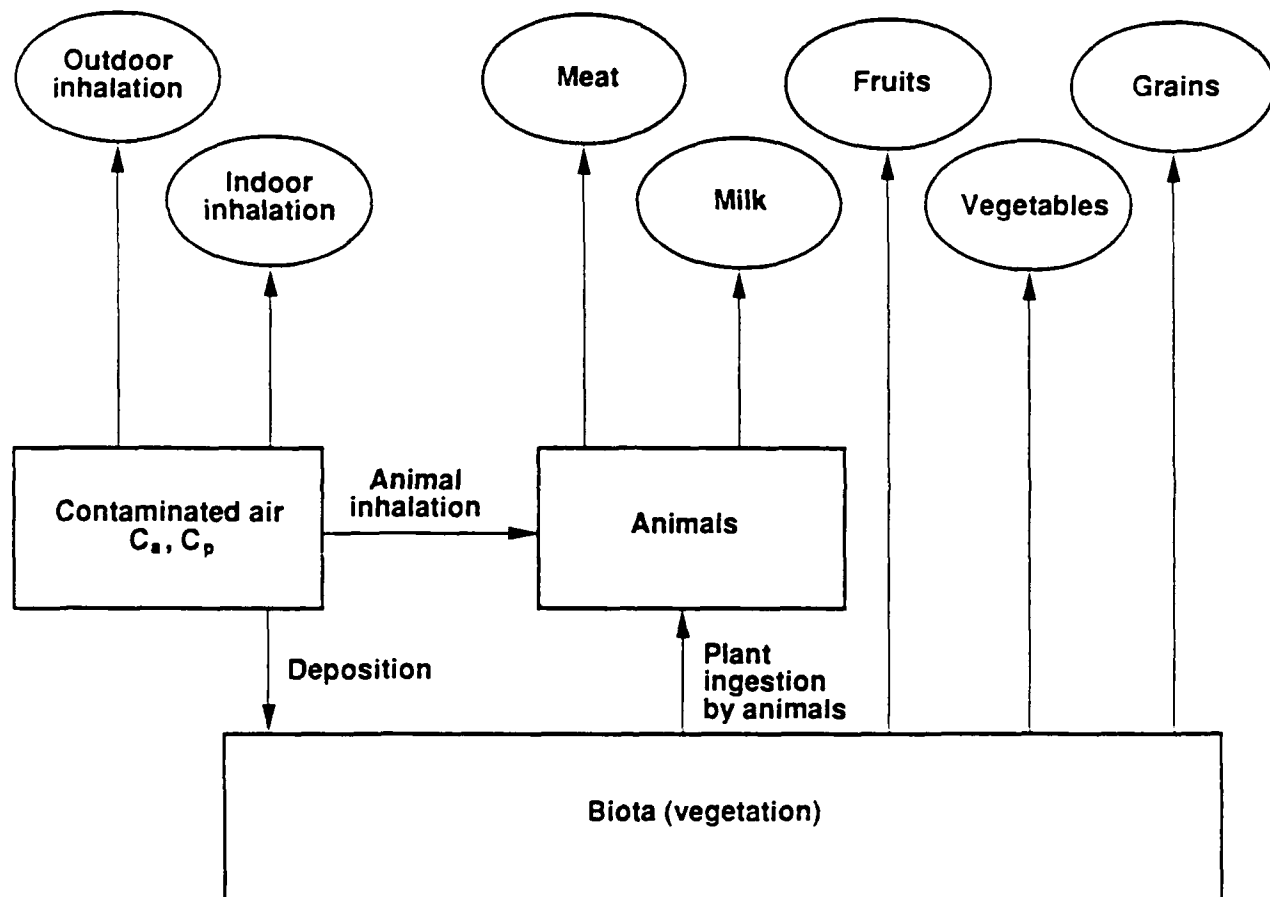 Outdoor
inhalation
Indoor
inhalation
Meat
Milk
Fruits
Vegetables
Grains
Contaminated air
Cₐ, Cₚ
Animal
inhalation
Animals
Deposition
Plant
ingestion
by animals
Biota (vegetation)